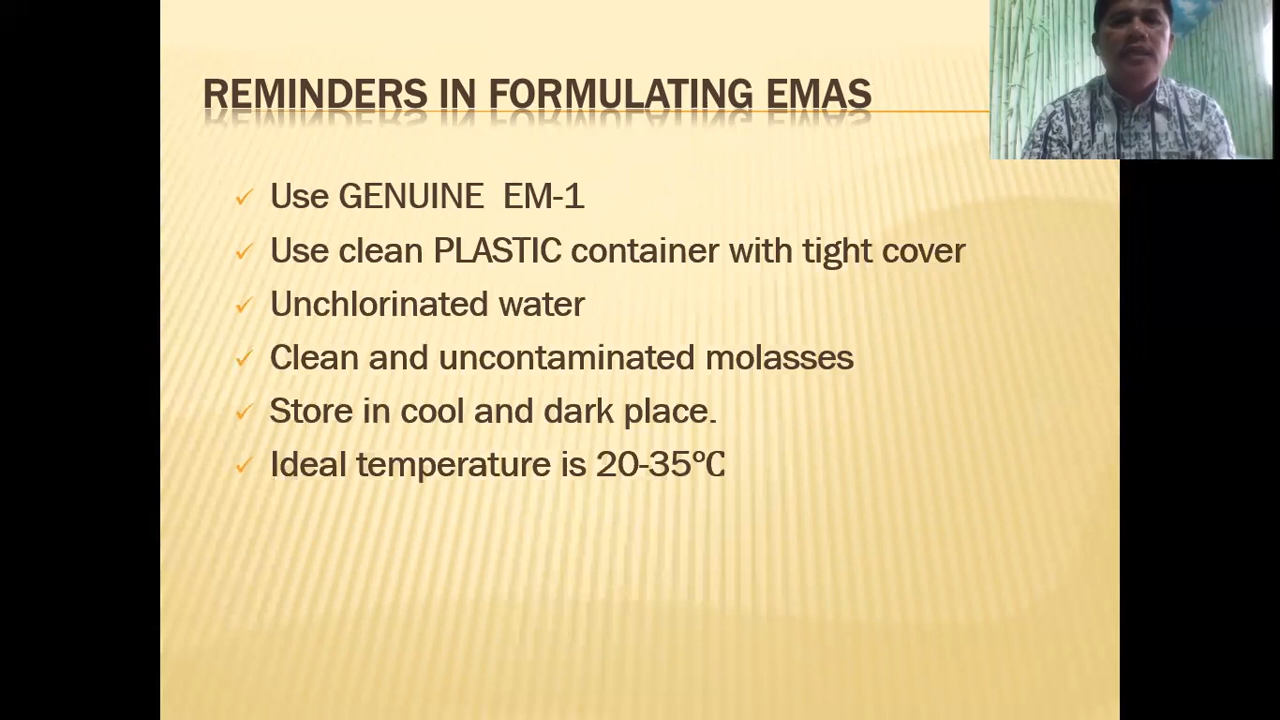 REMINDERS IN FORMULATING EMAS
Use GENUINE EM-1
Use clean PLASTIC container with tight cover
Unchlorinated water
Clean and uncontaminated molasses
Store in cool and dark place.
Ideal temperature is 20-35°C